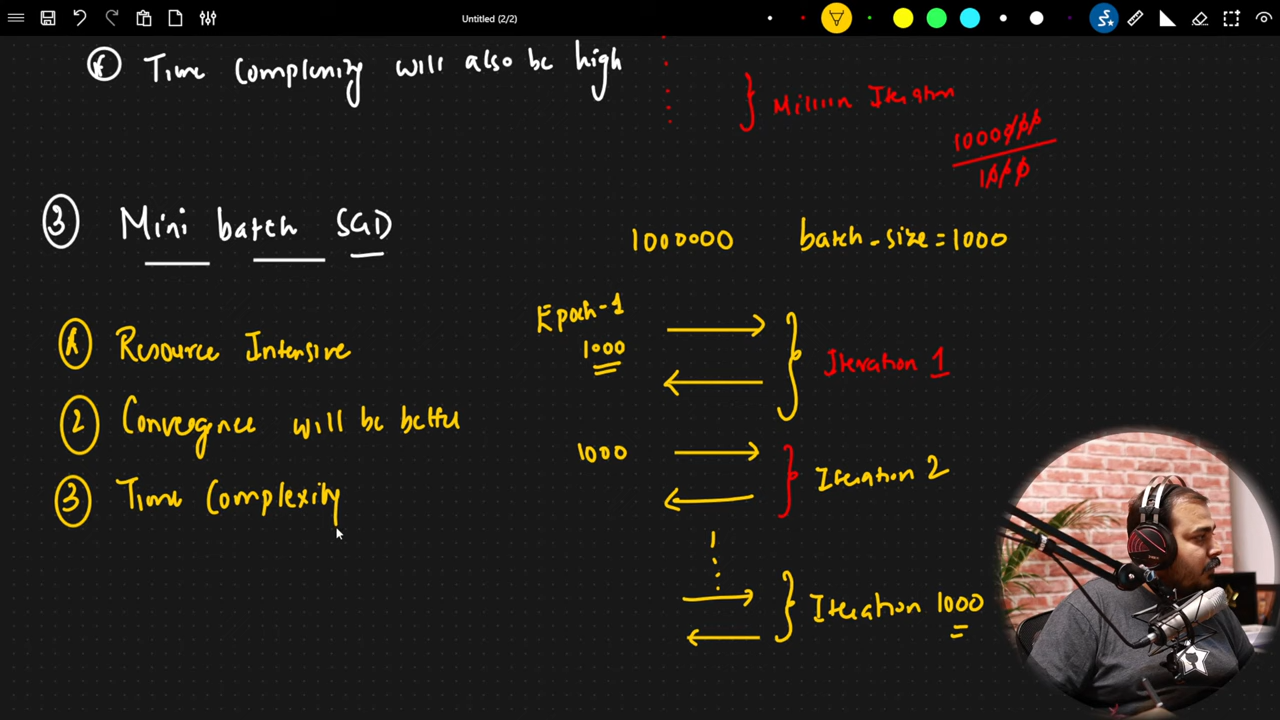 Untitled (2/2)
Time Complexity will also be high
Million Iteration
1000000
1000
③ Mini batch SGD
1000000 batch-size=1000
Epoch-1
1000
Iteration 1
① Resource Intensive
② Convergnce will be better
1000
Iteration 2
③ Time Complexity
Iteration 1000